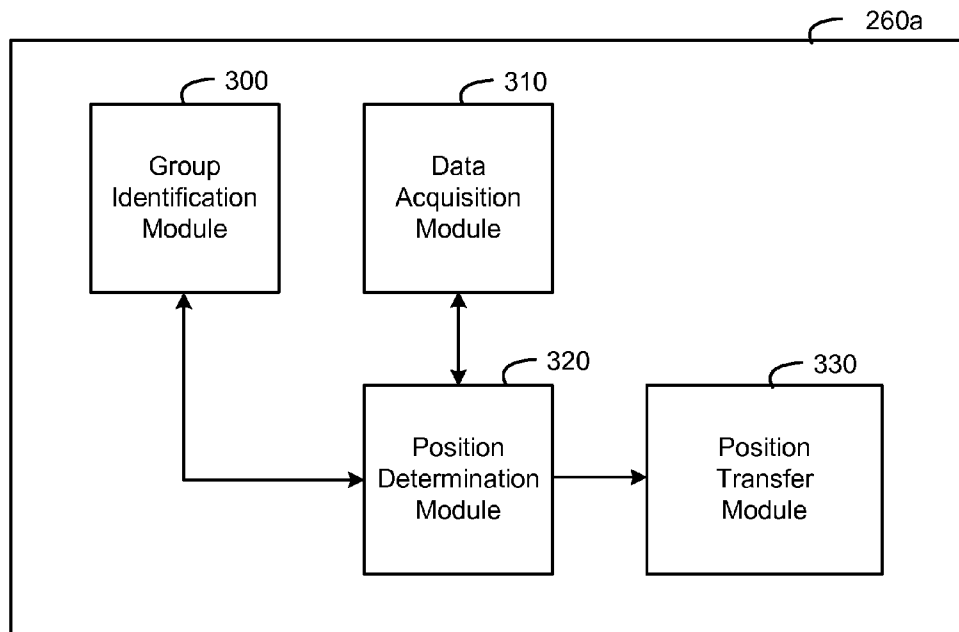 260a
300
310
Group
Identification
Module
Data
Acquisition
Module
320
330
Position
Determination
Module
Position
Transfer
Module